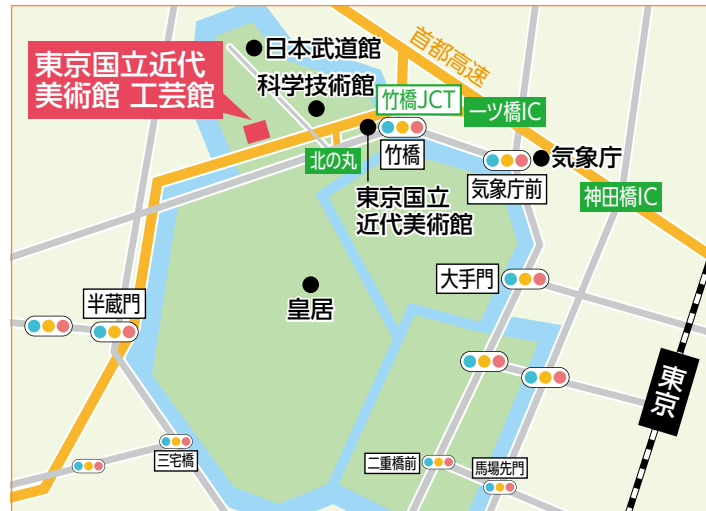 日本武道館
首都高速
東京国立近代
美術館 工芸館
科学技術館
竹橋JCT
一ツ橋IC
竹橋
気象庁
北の丸
気象庁前
神田橋IC
東京国立
近代美術館
大手門
皇居
半蔵門
東京
三宅橋
二重橋前
馬場先門